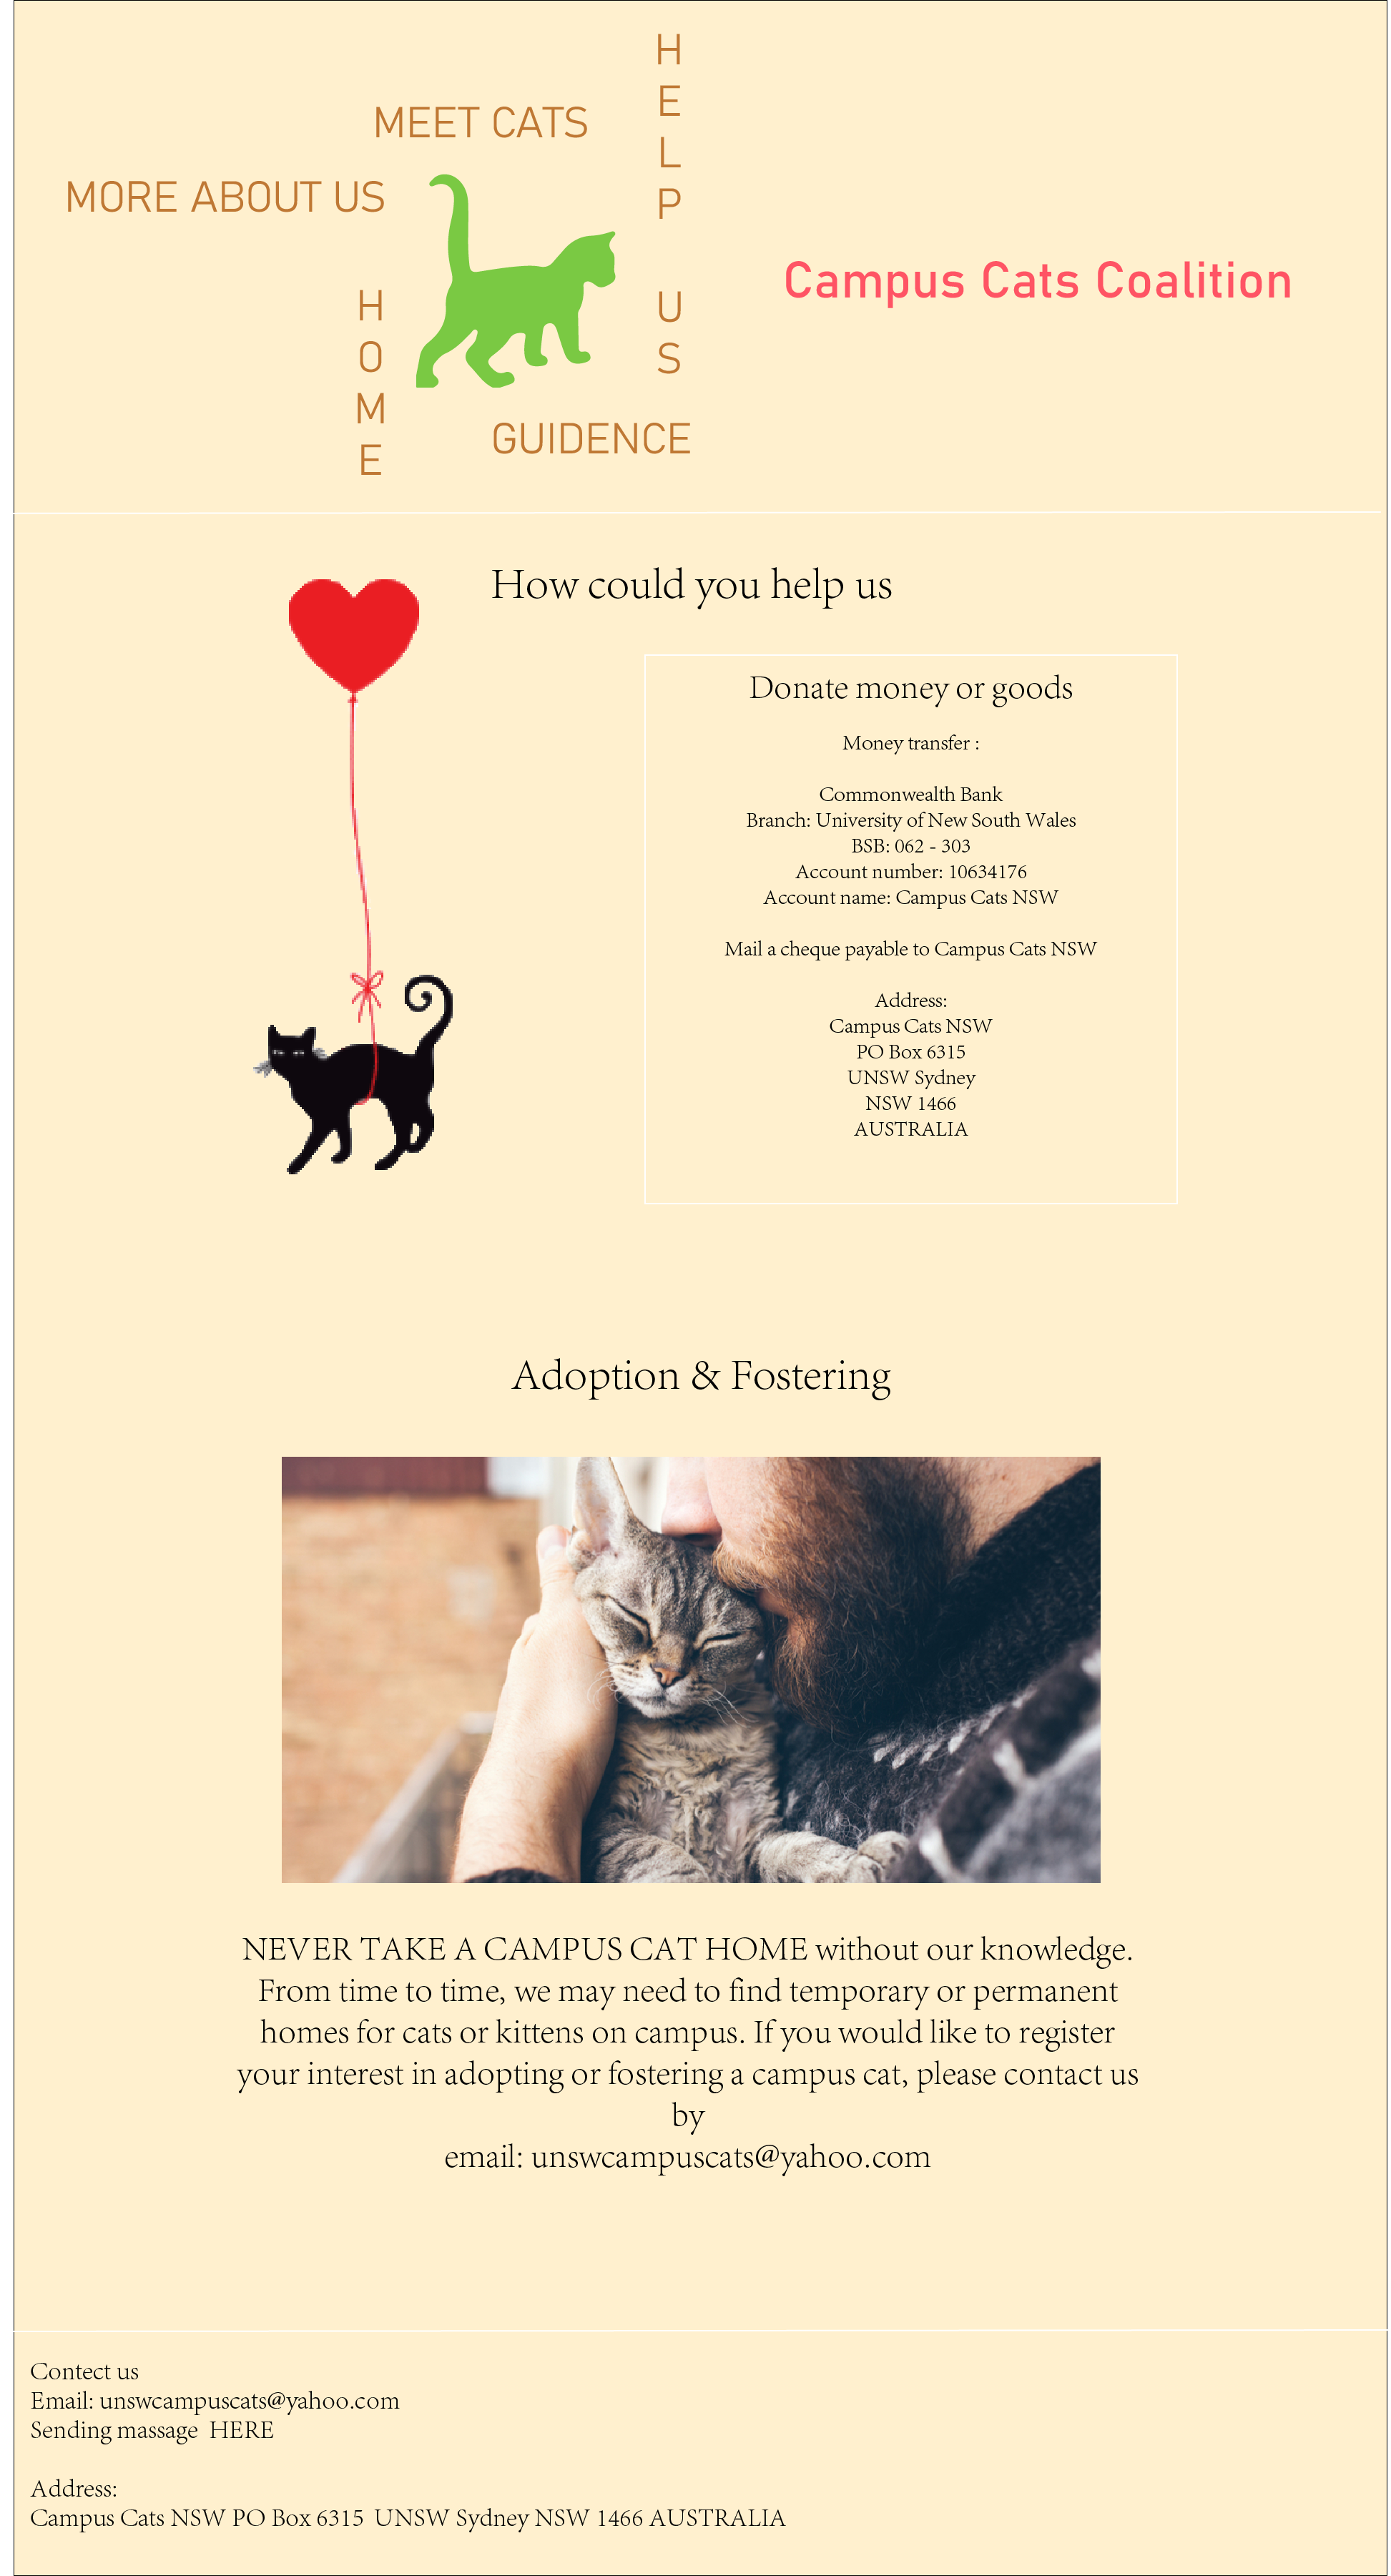 HELP US
MEET CATS
MORE ABOUT US
Campus Cats Coalition
HOME
GUIDENCE
How could you help us
Donate money or goods
Money transfer :
Commonwealth Bank
Branch: University of New South Wales
BSB: 062 - 303
Account number: 10634176
Account name: Campus Cats NSW
Mail a cheque payable to Campus Cats NSW
Address:
Campus Cats NSW
PO Box 6315
UNSW Sydney
NSW 1466
AUSTRALIA
Adoption & Fostering
NEVER TAKE A CAMPUS CAT HOME without our knowledge.
From time to time, we may need to find temporary or permanent
homes for cats or kittens on campus. If you would like to register
your interest in adopting or fostering a campus cat, please contact us
by
email: unswcampuscats@yahoo.com
Contect us
Email: unswcampuscats@yahoo.com
Sending massage  HERE
Address:
Campus Cats NSW PO Box 6315  UNSW Sydney NSW 1466 AUSTRALIA